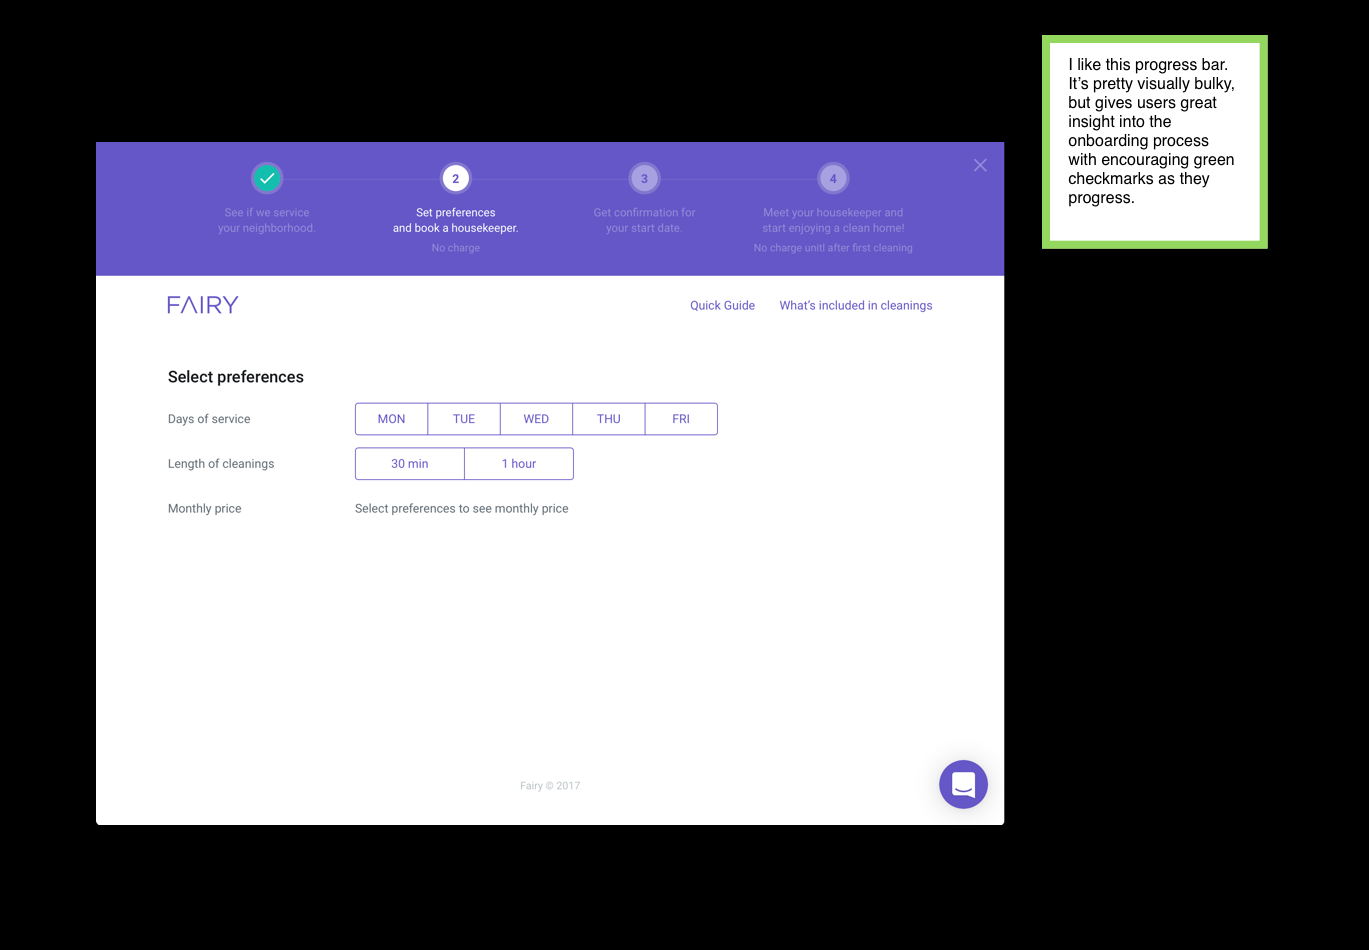 I like this progress bar.
It's pretty visually bulky,
but gives users great
insight into the
onboarding process
with encouraging green
checkmarks as they
progress.
2
3
4
See if we service
your neighborhood.
Set preferences
and book a housekeeper.
No charge
Get confirmation for
your start date.
Meet your housekeeper and
start enjoying a clean home!
No charge unitl after first cleaning
FAIRY
Quick Guide
What's included in cleanings
Select preferences
Days of service
MON
TUE
WED
THU
FRI
Length of cleanings
30 min
1 hour
Monthly price
Select preferences to see monthly price
Fairy © 2017